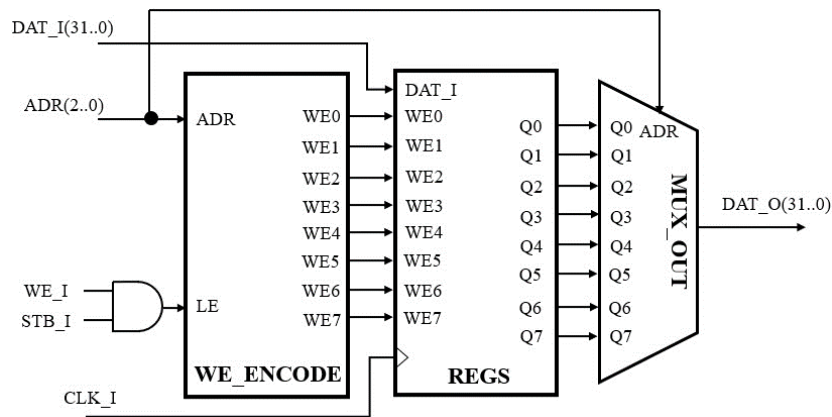 DAT_I(31..0)
ADR(2..0)
WE_I
STB_I
CLK_I
ADR
LE
WE0
WE1
WE2
WE3
WE4
WE5
WE6
WE7
WE_ENCODE
DAT_I
WE0
WE1
WE2
WE3
WE4
WE5
WE6
WE7
Q0
Q1
Q2
Q3
Q4
Q5
Q6
Q7
REGS
Q0
Q1
Q2
Q3
Q4
Q5
Q6
Q7
ADR
MUX_OUT
DAT_O(31..0)